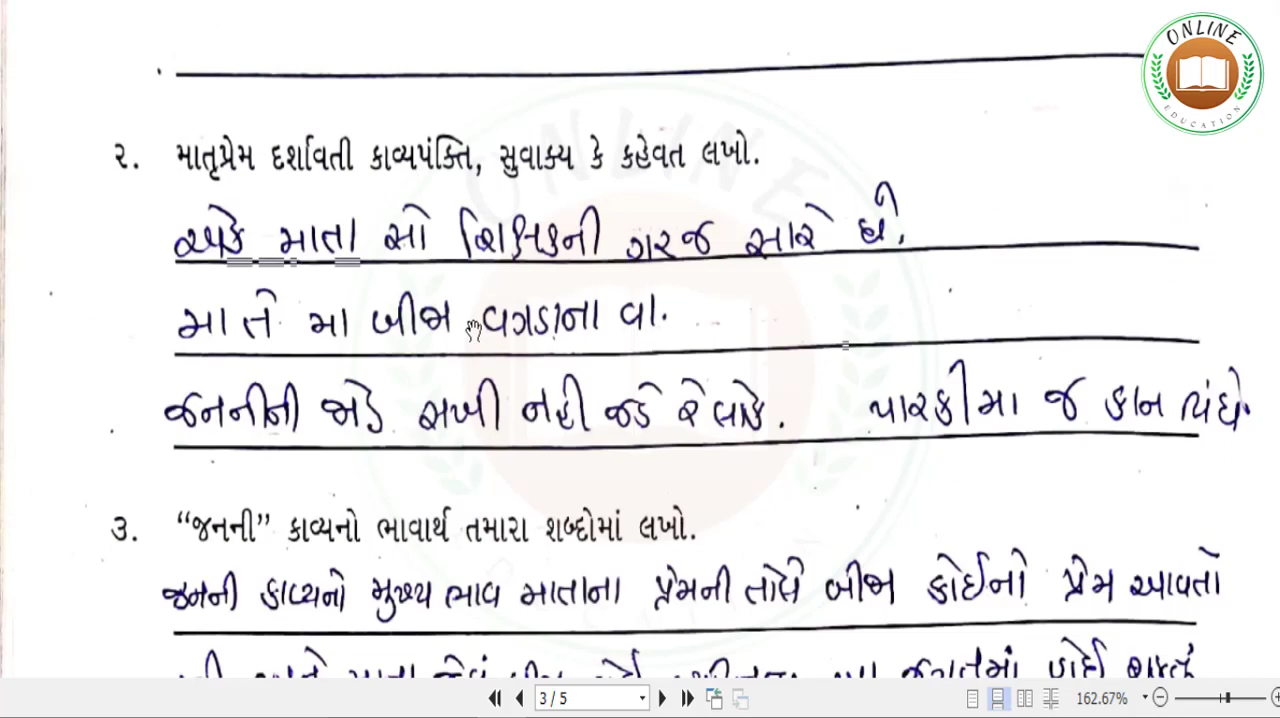 ONLINE
EDUCATION
૨. માતૃપ્રેમ દર્શાવતી કાવ્યપંક્તિ, સુવાક્ય કે કહેવત લખો.
એક માતા સો શિક્ષકની ગરજ સારે છે.
મા તે મા બીજા વગડાના વા.
જનનીની જોડ સખી નહી જડે રે લોક. પારકી મા જ કાન વિંધે.
૩. “જનની” કાવ્યનો ભાવાર્થ તમારા શબ્દોમાં લખો.
જનની કાવ્યનો મુખ્ય ભાવ માતાના પ્રેમની તોલે બીજા કોઈનો પ્રેમ આવતો
જગતમાં કોઈ
3 / 5
162.67%